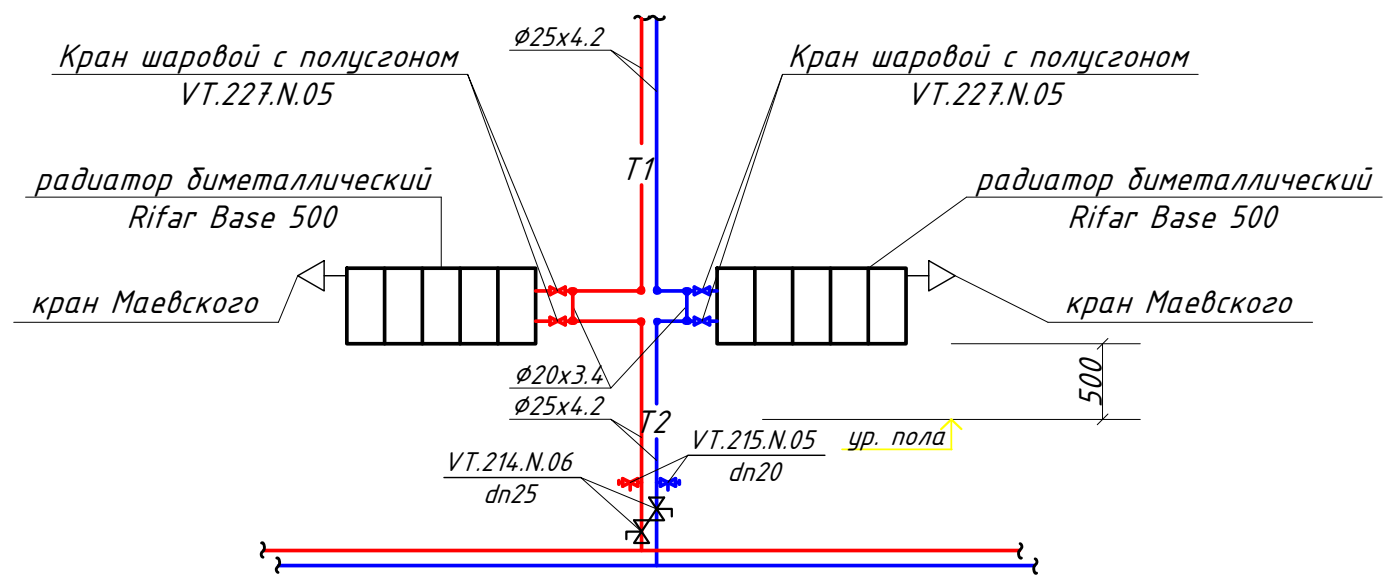 Ф25х4.2
Кран шаровой с полусгоном
VT.227.N.05
Кран шаровой с полусгоном
VT.227.N.05
Т1
радиатор биметаллический
Rifar Base 500
радиатор биметаллический
Rifar Base 500
кран Маевского
кран Маевского
Ф20х3.4
500
Ф25х4.2
Т2
ур. пола
VT.215.N.05
dn20
VT.214.N.06
dn25